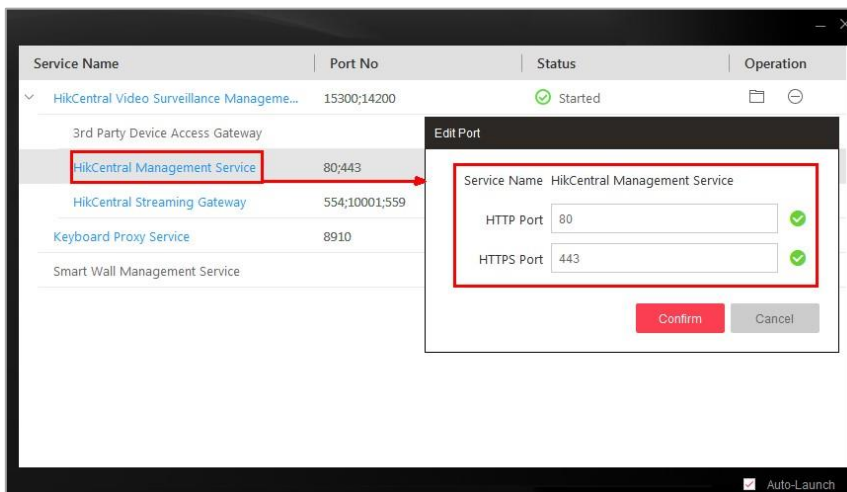 Service Name Port No Status Operation
HikCentral Video Surveillance Manageme... 15300;14200 Started
3rd Party Device Access Gateway
Edit Port
HikCentral Management Service 80;443
Service Name HikCentral Management Service
HTTP Port 80
HikCentral Streaming Gateway 554;10001;559
Keyboard Proxy Service 8910
HTTPS Port 443
Smart Wall Management Service
Confirm Cancel
Auto-Launch